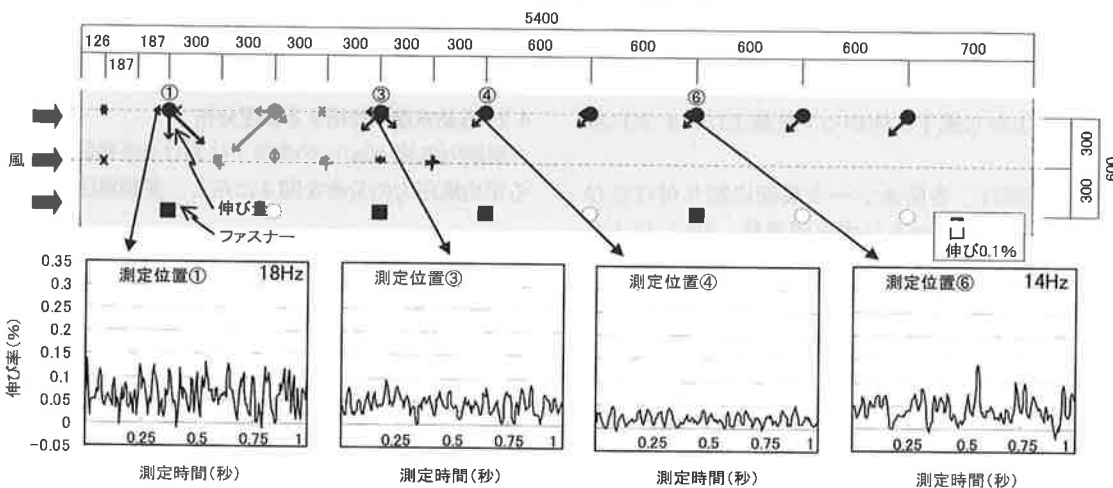 5400
126 187 300 300 300 300 300 300 600 600 600 600 700
187
① ③ ④ ⑥
風
300
300
600
伸び量
ファスナー
伸び0.1%
測定位置① 18Hz
測定位置③
測定位置④
測定位置⑥ 14Hz
伸び率(%)
0.35
0.3
0.25
0.2
0.15
0.1
0.05
0
-0.05
0.25 0.5 0.75 1
0.25 0.5 0.75 1
0.25 0.5 0.75 1
0.25 0.5 0.75 1
測定時間(秒)
測定時間(秒)
測定時間(秒)
測定時間(秒)